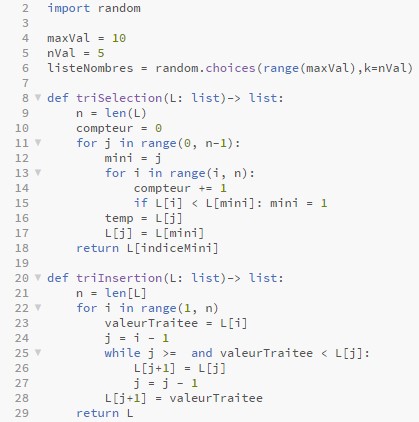 2 import random
3
4 maxVal = 10
5 nVal = 5
6 listeNombres = random.choices(range(maxVal),k=nVal)
7
8 def triSelection(L: list)-> list:
9     n = len(L)
10     compteur = 0
11     for j in range(0, n-1):
12         mini = j
13         for i in range(i, n):
14             compteur += 1
15             if L[i] < L[mini]: mini = 1
16         temp = L[j]
17         L[j] = L[mini]
18     return L[indiceMini]
19
20 def triInsertion(L: list)-> list:
21     n = len[L]
22     for i in range(1, n)
23         valeurTraitee = L[i]
24         j = i - 1
25         while j >=  and valeurTraitee < L[j]:
26             L[j+1] = L[j]
27             j = j - 1
28         L[j+1] = valeurTraitee
29     return L